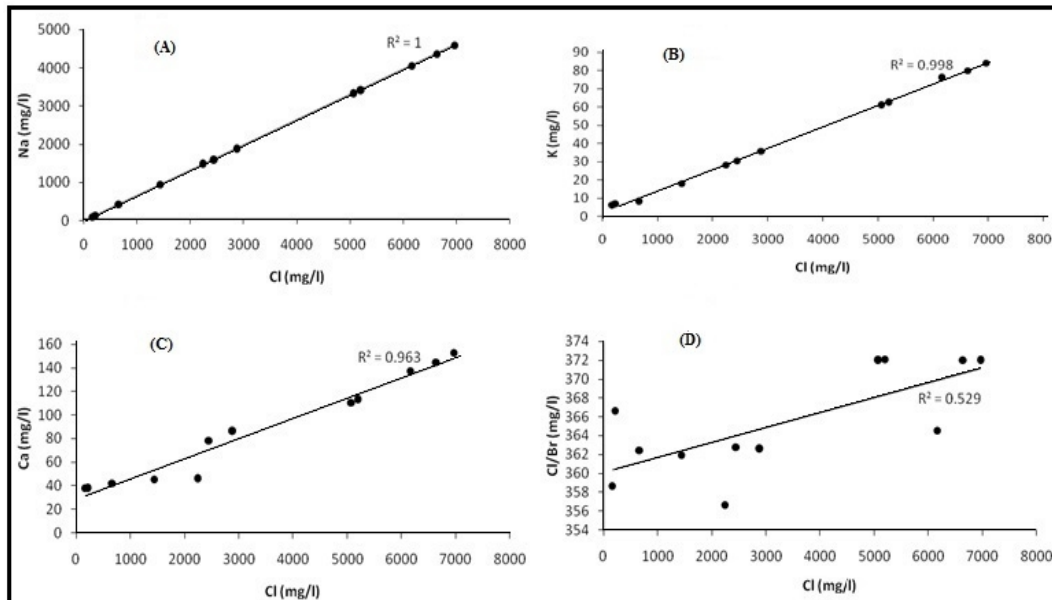 (A)
R² = 1
Na (mg/l)
5000
4000
3000
2000
1000
0
0 1000 2000 3000 4000 5000 6000 7000 8000
Cl (mg/l)
(B)
R² = 0.998
K (mg/l)
90
80
70
60
50
40
30
20
10
0
0 1000 2000 3000 4000 5000 6000 7000 800
Cl (mg/l)
(C)
R² = 0.963
Ca (mg/l)
160
140
120
100
80
60
40
20
0
0 1000 2000 3000 4000 5000 6000 7000 8000
Cl (mg/l)
(D)
R² = 0.529
Cl/Br (mg/l)
374
372
370
368
366
364
362
360
358
356
354
0 1000 2000 3000 4000 5000 6000 7000 8000
Cl (mg/l)